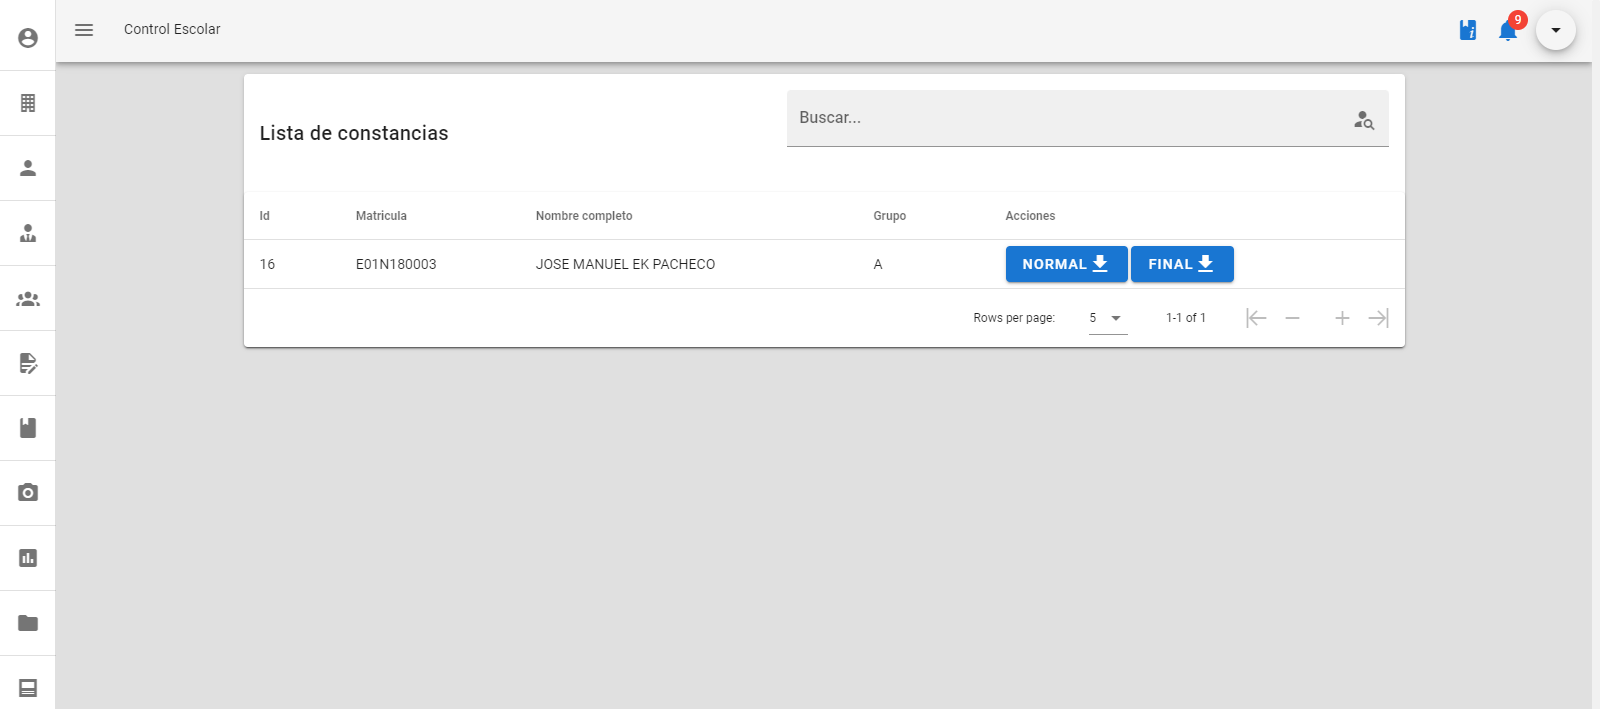 Control Escolar
9
Lista de constancias
Buscar...
Id Matricula Nombre completo Grupo Acciones
16 E01N180003 JOSE MANUEL EK PACHECO A NORMAL FINAL
Rows per page: 5 1-1 of 1